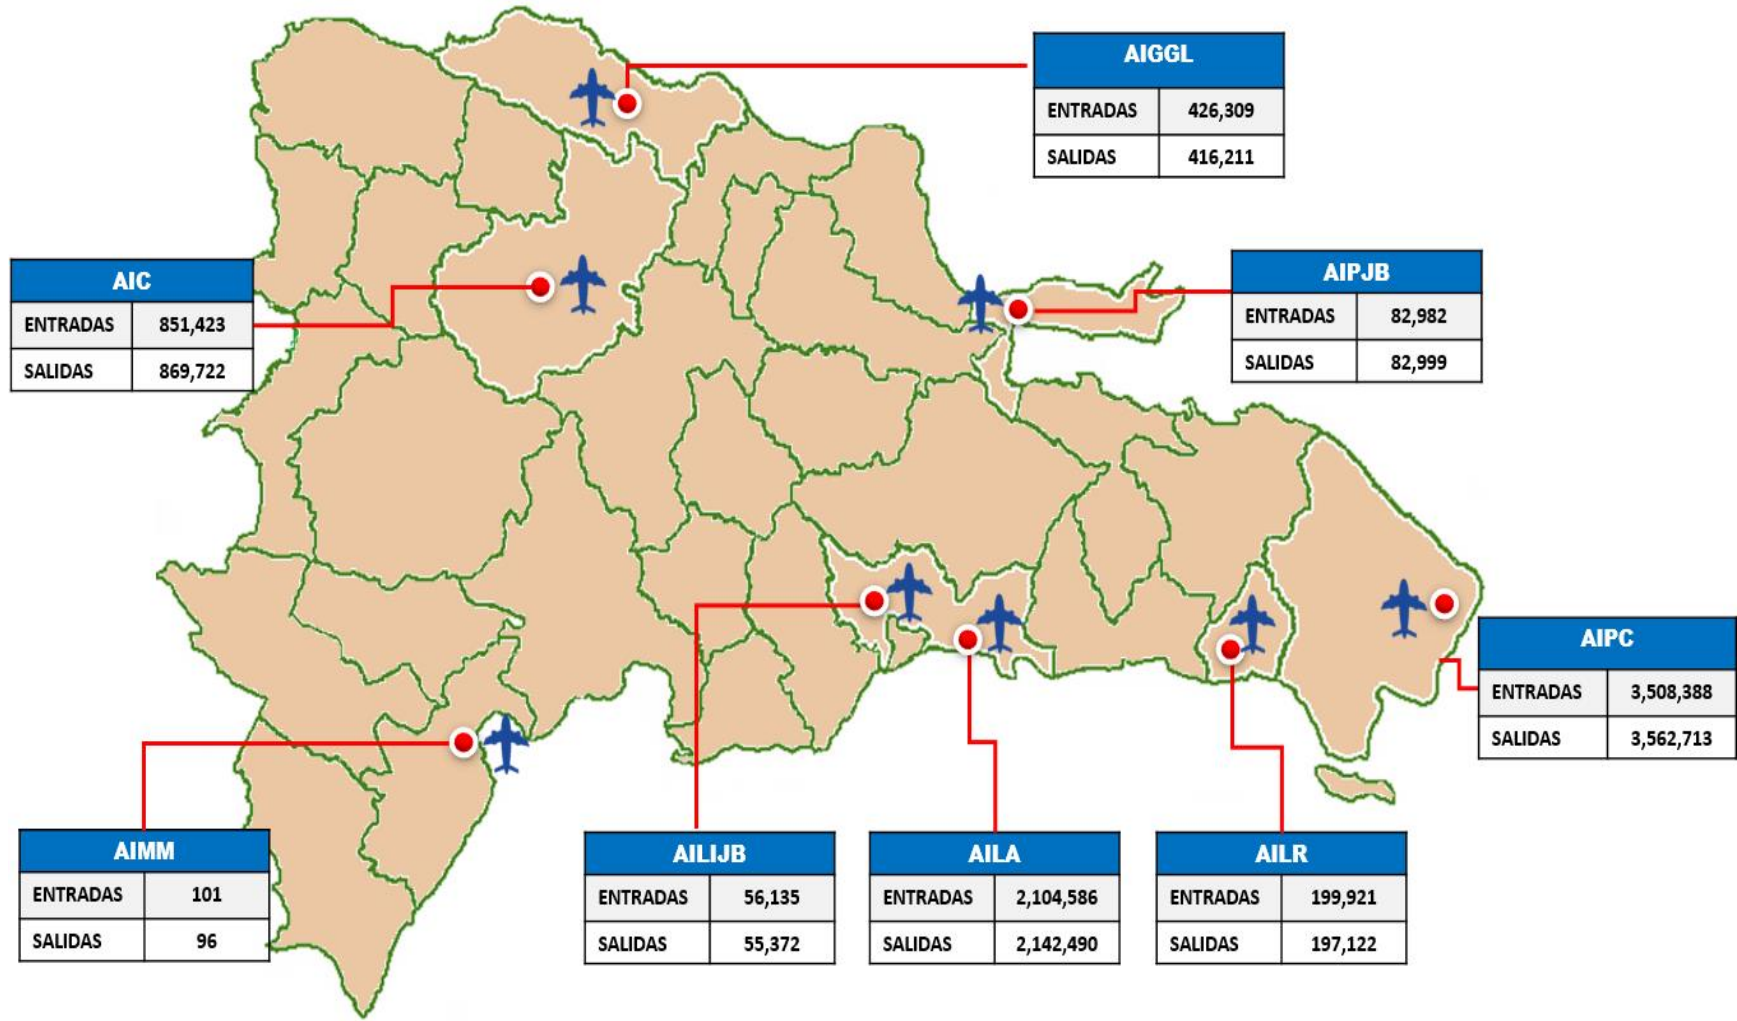 AIGGL
ENTRADAS 426,309
SALIDAS 416,211
AIC
ENTRADAS 851,423
SALIDAS 869,722
AIPJB
ENTRADAS 82,982
SALIDAS 82,999
AIPC
ENTRADAS 3,508,388
SALIDAS 3,562,713
AIMM
ENTRADAS 101
SALIDAS 96
AILIJB
ENTRADAS 56,135
SALIDAS 55,372
AILA
ENTRADAS 2,104,586
SALIDAS 2,142,490
AILR
ENTRADAS 199,921
SALIDAS 197,122